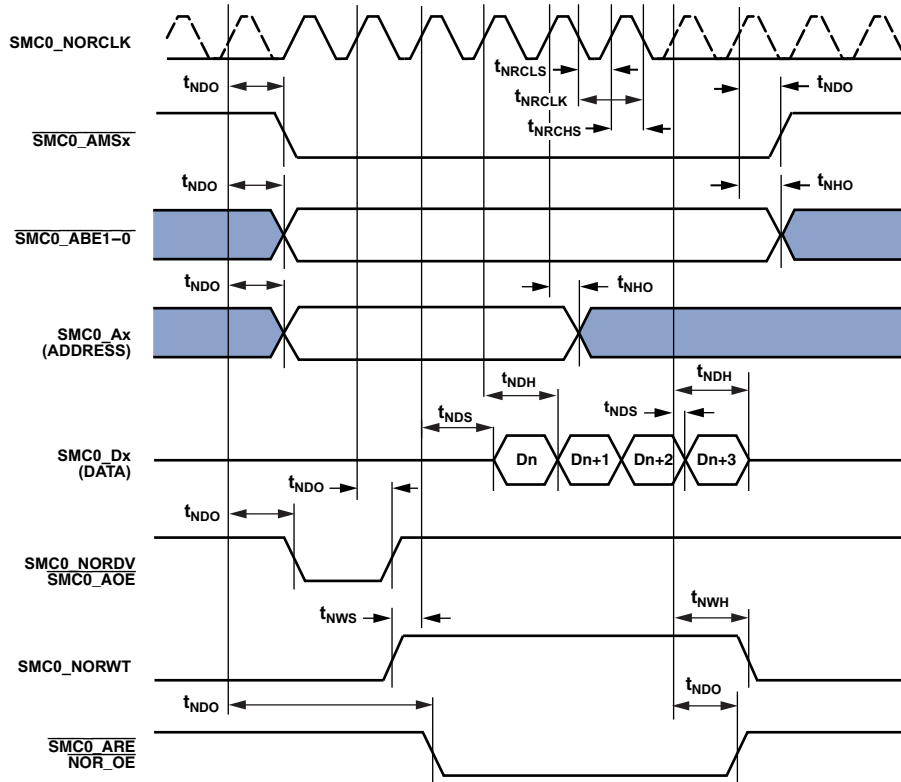 SMC0_NORCLK
tNRCLS
tNDO
tNRCLK
tNDO
tNRCHS
SMC0_AMSx
tNDO
tNHO
SMC0_ABE1–0
tNDO
tNHO
SMC0_Ax
(ADDRESS)
tNDH
tNDH
tNDS
tNDS
SMC0_Dx
(DATA)
Dn
Dn+1
Dn+2
Dn+3
tNDO
tNDO
SMC0_NORDV
SMC0_AOE
tNWS
tNWH
SMC0_NORWT
tNDO
tNDO
SMC0_ARE
NOR_OE